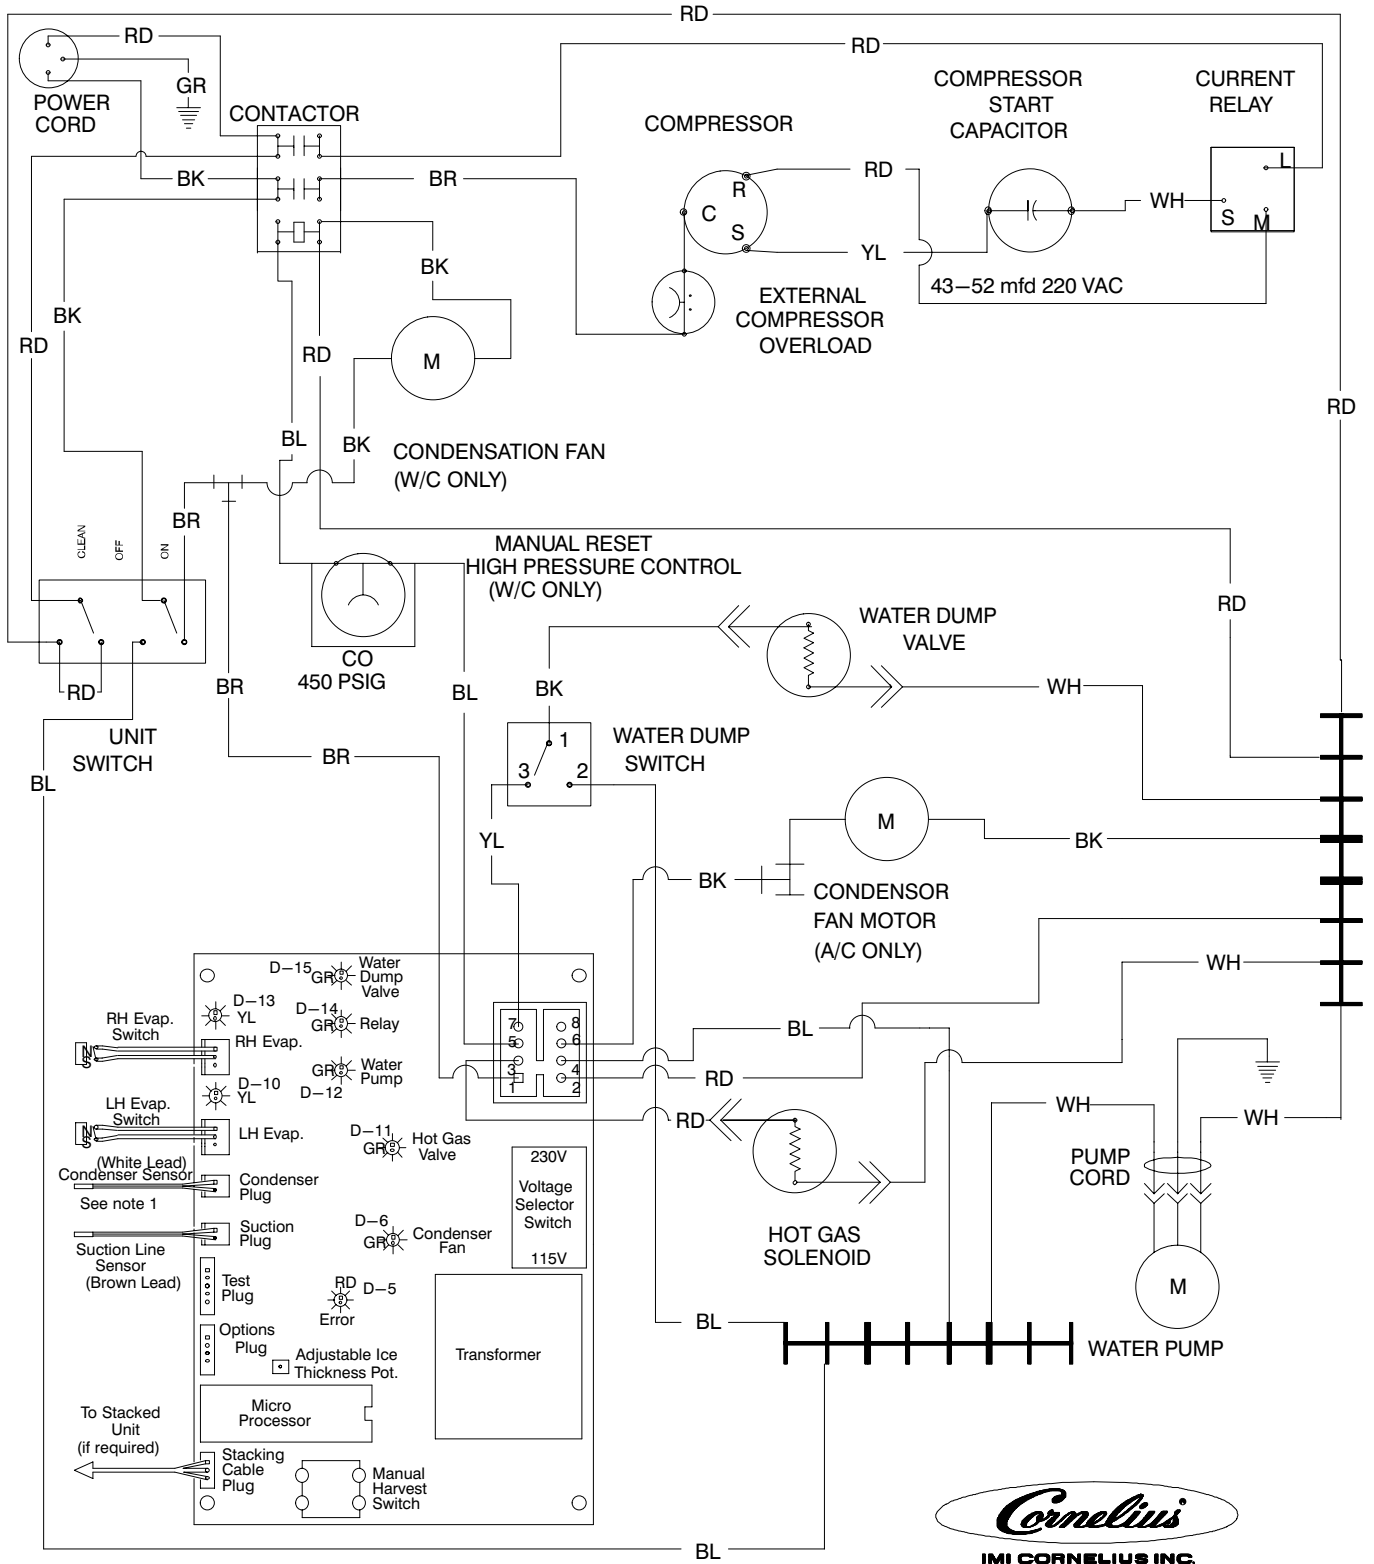 RD
RD
RD
GR
POWER
CORD
CONTACTOR
COMPRESSOR
COMPRESSOR
START
CAPACITOR
CURRENT
RELAY
BK
BR
R
C
S
RD
YL
WH
L
S
M
43–52 mfd 220 VAC
BK
EXTERNAL
COMPRESSOR
OVERLOAD
BK
RD
RD
M
RD
BL
BK
CONDENSATION FAN
(W/C ONLY)
BR
CLEAN
OFF
ON
MANUAL RESET
HIGH PRESSURE CONTROL
(W/C ONLY)
CO
450 PSIG
RD
WATER DUMP
VALVE
RD
BR
BL
BK
WH
UNIT
SWITCH
BL
BR
1
3
2
WATER DUMP
SWITCH
YL
M
BK
BK
CONDENSOR
FAN MOTOR
(A/C ONLY)
WH
D–15
GR
Water
Dump
Valve
D–13
YL
D–14
GR
Relay
RH Evap.
Switch
RH Evap.
N
S
GR
Water
Pump
D–12
D–10
YL
7
8
5
6
3
4
1
2
BL
RD
RD
WH
WH
LH Evap.
Switch
LH Evap.
N
S
D–11
GR
Hot Gas
Valve
(White Lead)
Condenser Sensor
See note 1
Condenser
Plug
230V
Voltage
Selector
Switch
115V
PUMP
CORD
HOT GAS
SOLENOID
Suction
Plug
D–6
GR
Condenser
Fan
Suction Line
Sensor
(Brown Lead)
Test
Plug
RD
D–5
Error
M
WATER PUMP
BL
Options
Plug
Adjustable Ice
Thickness Pot.
Transformer
Micro
Processor
To Stacked
Unit
(if required)
Stacking
Cable
Plug
Manual
Harvest
Switch
BL
Cornelius®
IMI CORNELIUS INC.